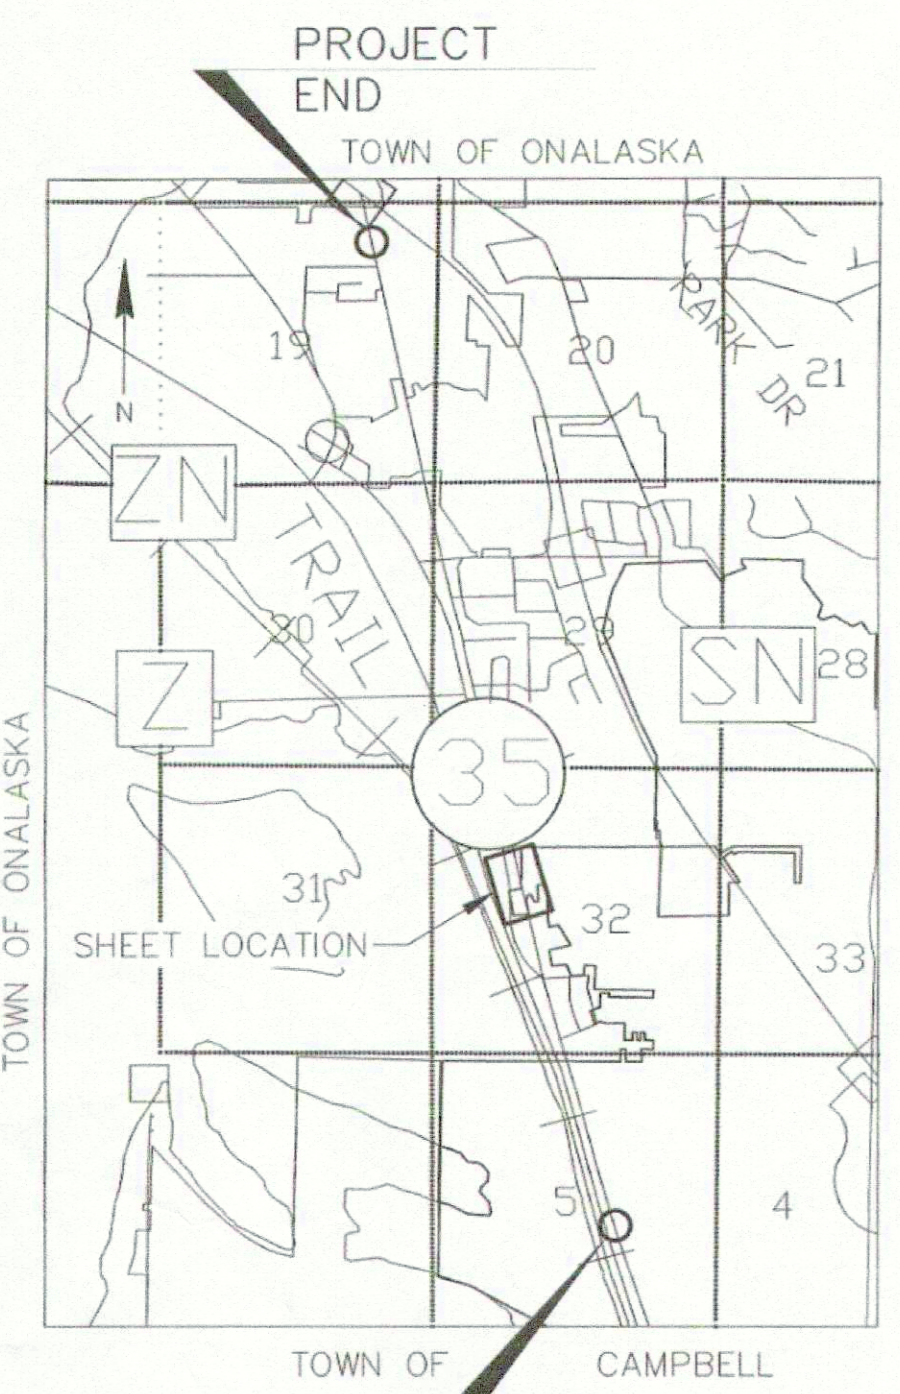 PROJECT
END
TOWN OF ONALASKA
N
19
20
PARK DR
21
ZN
TRAIL
30
29
Z
SN
28
TOWN OF ONALASKA
35
31
32
SHEET LOCATION
33
5
4
TOWN OF CAMPBELL